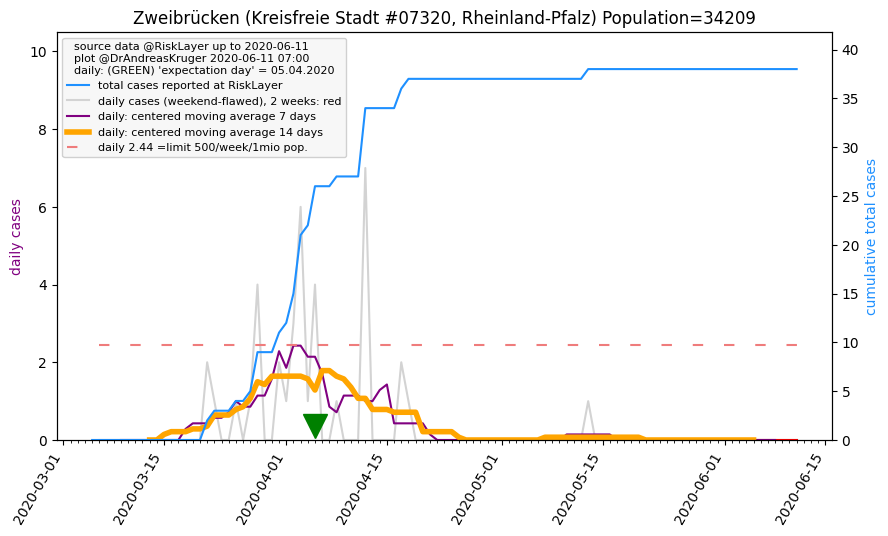 Zweibrücken (Kreisfreie Stadt #07320, Rheinland-Pfalz) Population=34209
source data @RiskLayer up to 2020-06-11
plot @DrAndreasKruger 2020-06-11 07:00
daily: (GREEN) 'expectation day' = 05.04.2020
total cases reported at RiskLayer
daily cases (weekend-flawed), 2 weeks: red
daily: centered moving average 7 days
daily: centered moving average 14 days
daily 2.44 =limit 500/week/1mio pop.
daily cases
10
8
6
4
2
0
cumulative total cases
40
35
30
25
20
15
10
5
0
2020-03-01
2020-03-15
2020-04-01
2020-04-15
2020-05-01
2020-05-15
2020-06-01
2020-06-15